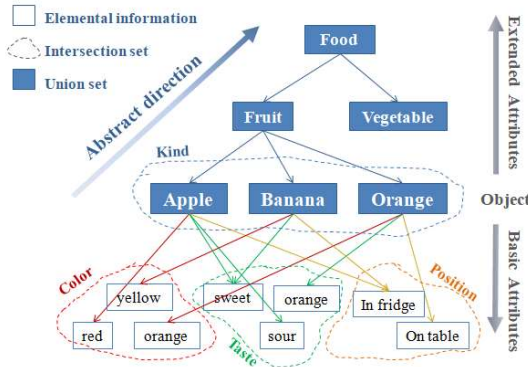 Elemental information
Intersection set
Union set
Abstract direction
Food
Fruit
Vegetable
Kind
Apple
Banana
Orange
Extended Attributes
Object
Basic Attributes
Color
yellow
red
orange
sweet
orange
sour
Taste
Position
In fridge
On table